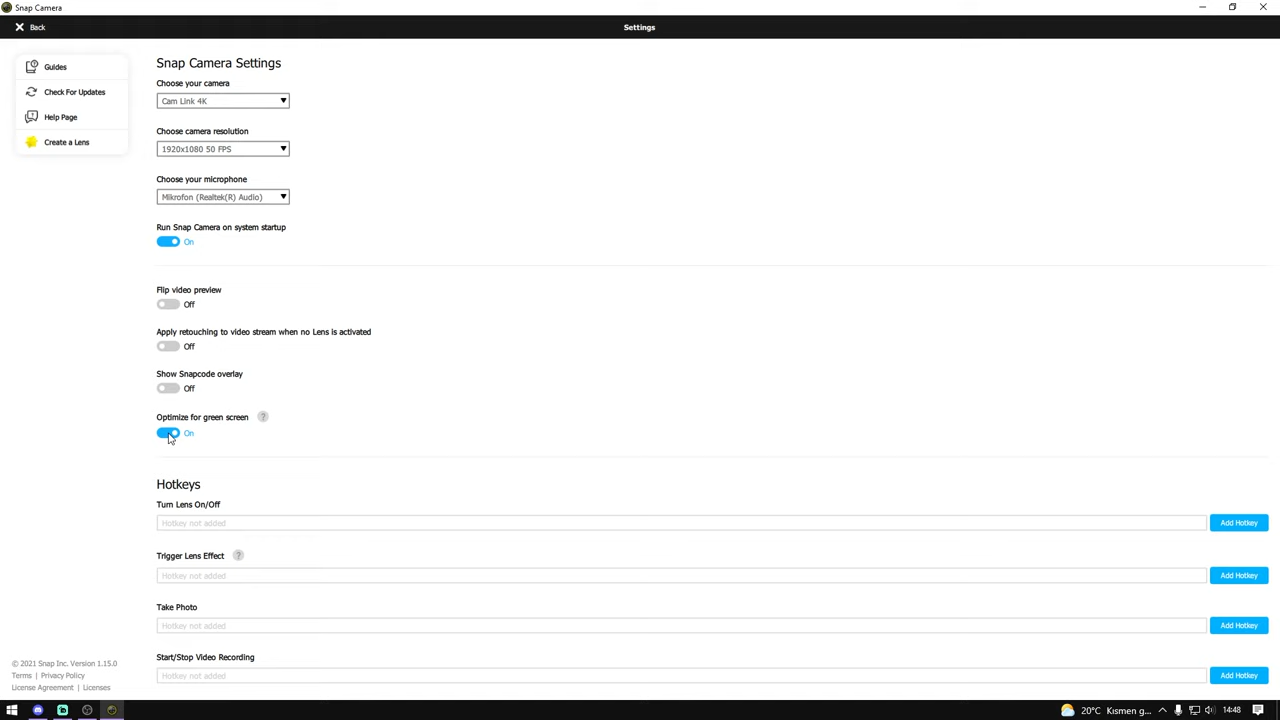 Snap Camera
Back
Settings
Guides
Check For Updates
Help Page
Create a Lens
Snap Camera Settings
Choose your camera
Cam Link 4K
Choose camera resolution
1920x1080 50 FPS
Choose your microphone
Mikrofon (Realtek(R) Audio)
Run Snap Camera on system startup
On
Flip video preview
Off
Apply retouching to video stream when no Lens is activated
Off
Show Snapcode overlay
Off
Optimize for green screen ?
On
Hotkeys
Turn Lens On/Off
Hotkey not added Add Hotkey
Trigger Lens Effect ?
Hotkey not added Add Hotkey
Take Photo
Hotkey not added Add Hotkey
Start/Stop Video Recording
Hotkey not added Add Hotkey
© 2021 Snap Inc. Version 1.15.0
Terms | Privacy Policy
License Agreement | Licenses
20°C Kismen g... 14:48